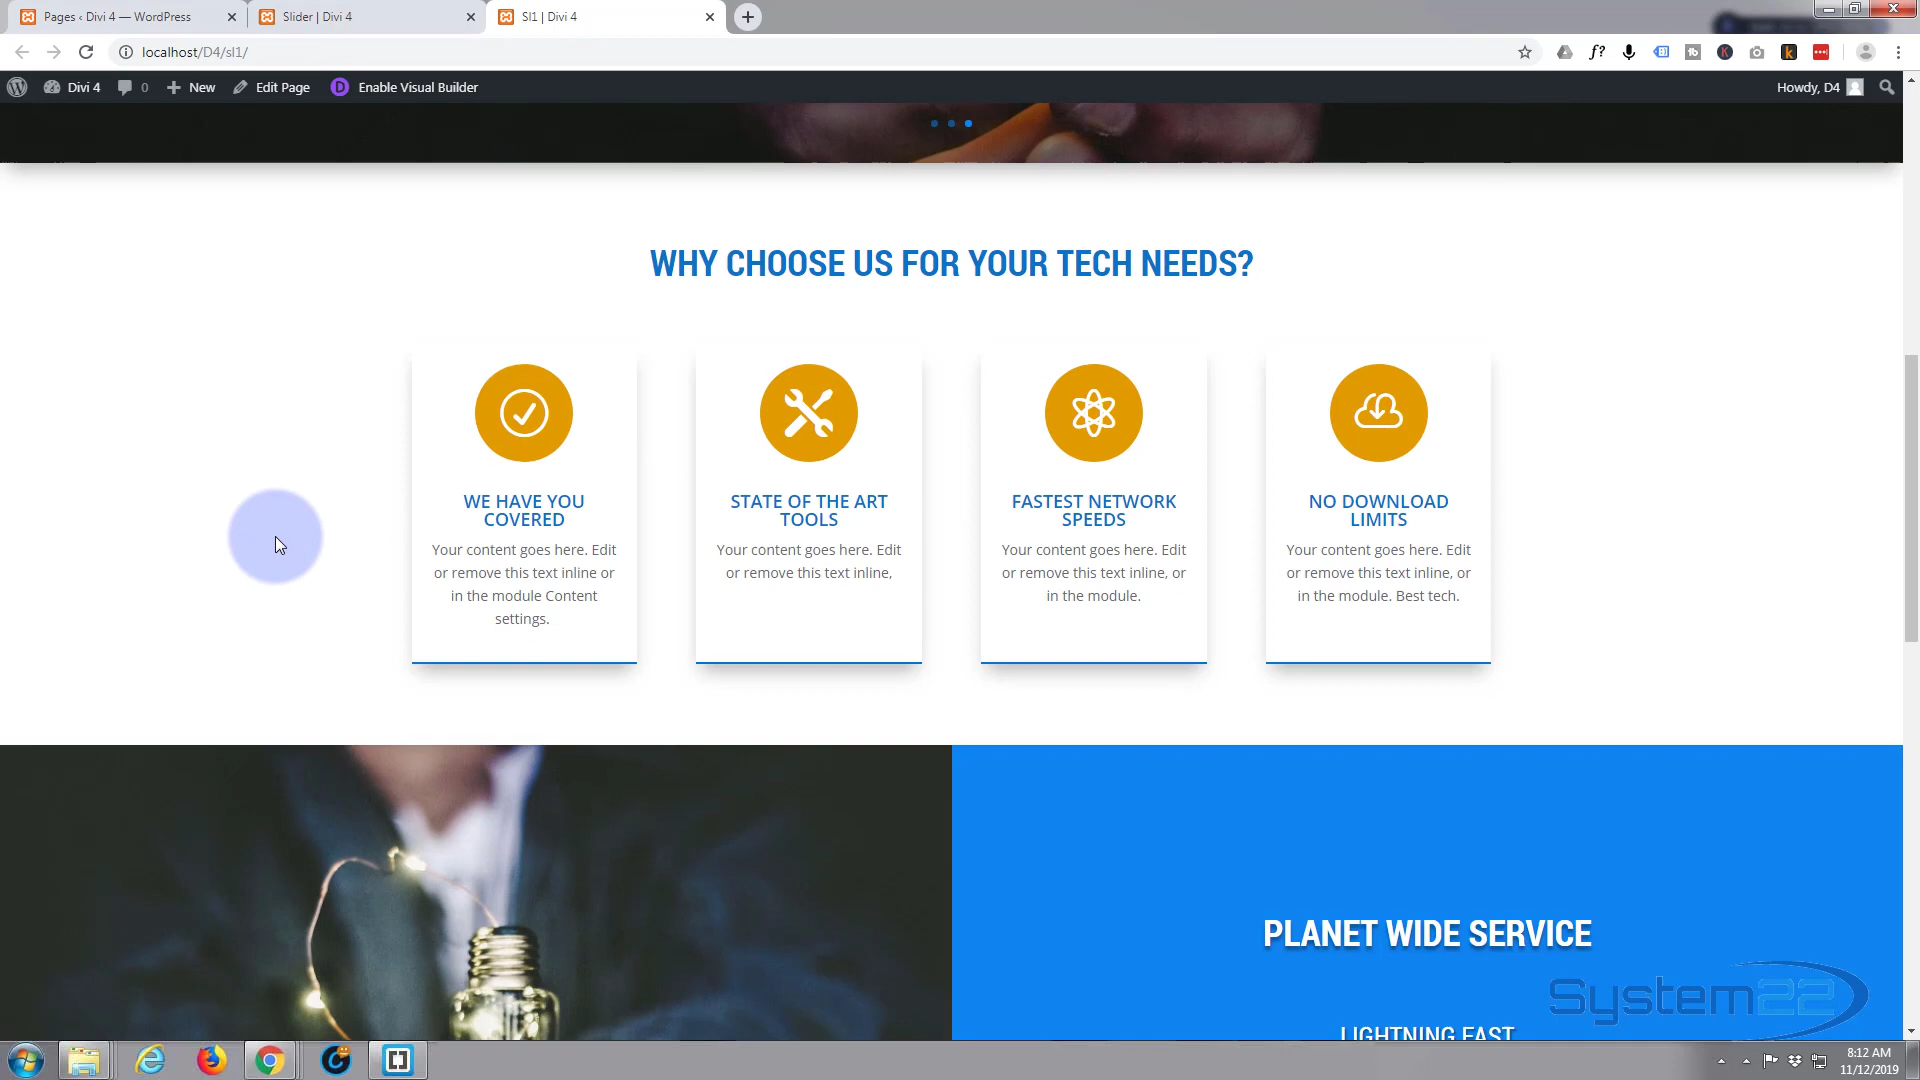 Pages ‹ Divi 4 — WordPress
Slider | Divi 4
Sl1 | Divi 4
localhost/D4/sl1/
Divi 4
0
New
Edit Page
Enable Visual Builder
Howdy, D4
WHY CHOOSE US FOR YOUR TECH NEEDS?
WE HAVE YOU
COVERED
Your content goes here. Edit
or remove this text inline or
in the module Content
settings.
STATE OF THE ART
TOOLS
Your content goes here. Edit
or remove this text inline,
FASTEST NETWORK
SPEEDS
Your content goes here. Edit
or remove this text inline, or
in the module.
NO DOWNLOAD
LIMITS
Your content goes here. Edit
or remove this text inline, or
in the module. Best tech.
PLANET WIDE SERVICE
LIGHTNING FAST
System22
8:12 AM
11/12/2019